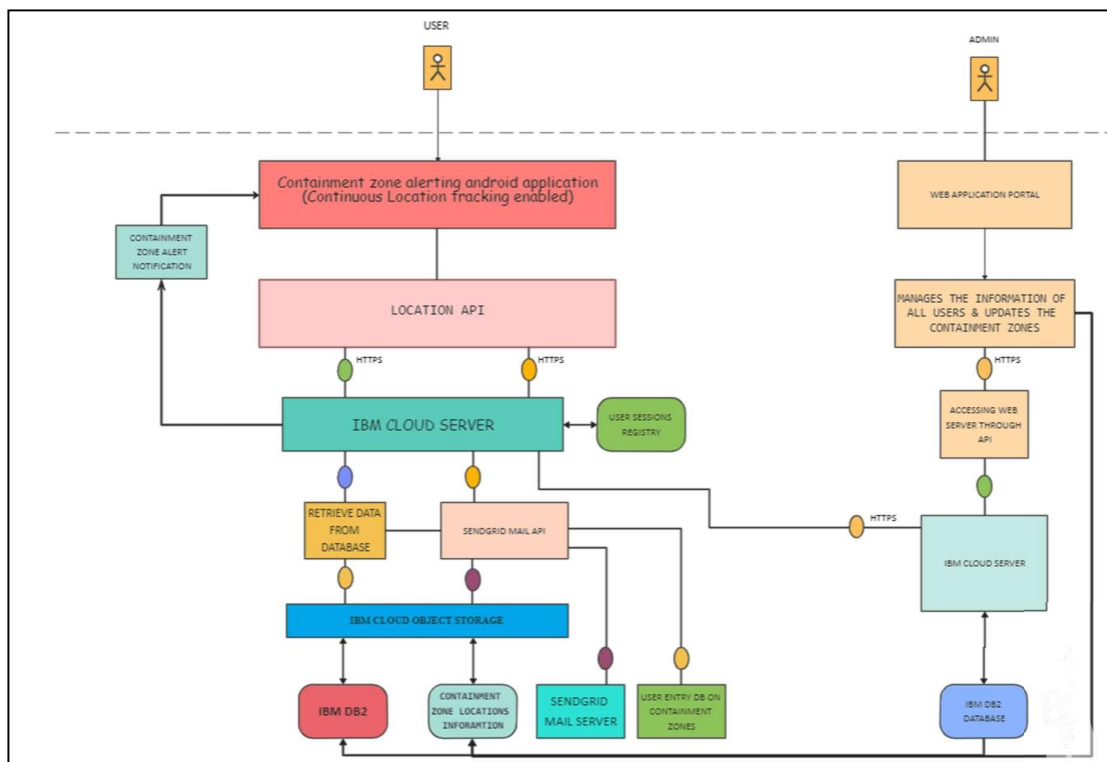 USER
ADMIN
Containment zone alerting android application
(Continuous Location tracking enabled)
WEB APPLICATION PORTAL
CONTAINMENT
ZONE ALERT
NOTIFICATION
LOCATION API
MANAGES THE INFORMATION OF
ALL USERS & UPDATES THE
CONTAINMENT ZONES
HTTPS
HTTPS
HTTPS
IBM CLOUD SERVER
USER SESSIONS
REGISTRY
ACCESSING WEB
SERVER THROUGH
API
RETRIEVE DATA
FROM
DATABASE
SENDGRID MAIL API
HTTPS
IBM CLOUD SERVER
IBM CLOUD OBJECT STORAGE
IBM DB2
CONTAINMENT
ZONE LOCATIONS
INFORAMTION
SENDGRID
MAIL SERVER
USER ENTRY DB ON
CONTAINMENT
ZONES
IBM DB2
DATABASE